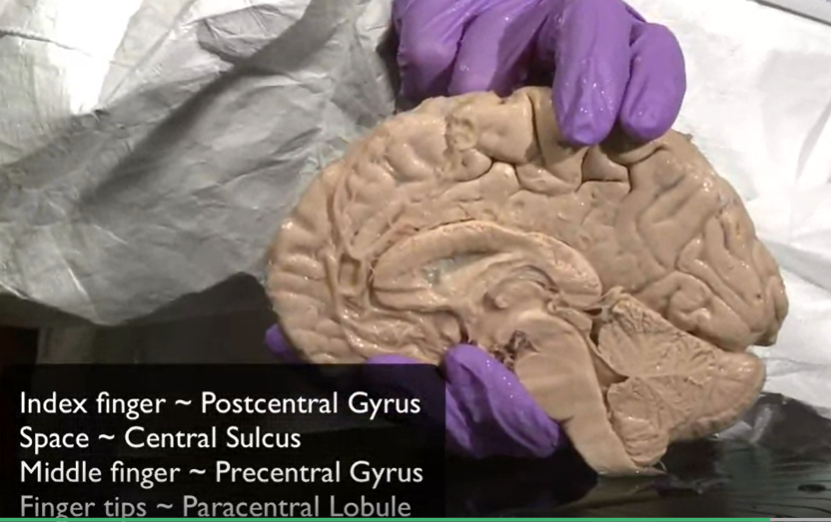 Index finger ~ Postcentral Gyrus
Space ~ Central Sulcus
Middle finger ~ Precentral Gyrus
Finger tips ~ Paracentral Lobule